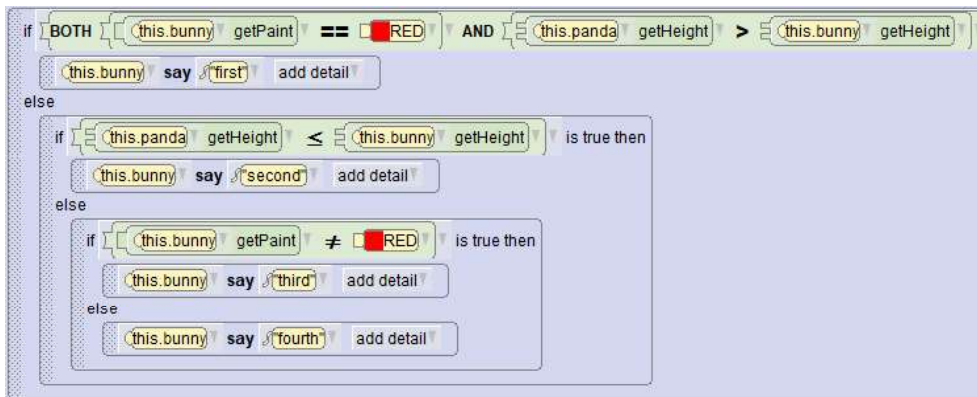 if BOTH this.bunny getPaint == RED AND this.panda getHeight > this.bunny getHeight
this.bunny say "first" add detail
else
if this.panda getHeight ≤ this.bunny getHeight is true then
this.bunny say "second" add detail
else
if this.bunny getPaint ≠ RED is true then
this.bunny say "third" add detail
else
this.bunny say "fourth" add detail